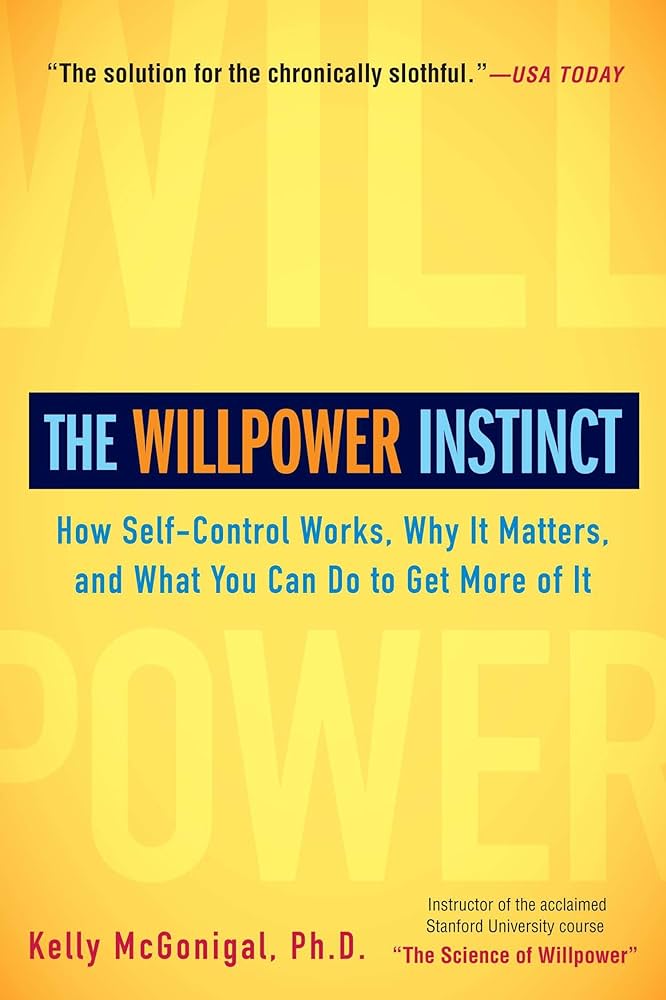 “The solution for the chronically slothful.”—USA TODAY
WILL
THE WILLPOWER INSTINCT
How Self-Control Works, Why It Matters,
and What You Can Do to Get More of It
POWER
Instructor of the acclaimed
Stanford University course
“The Science of Willpower”
Kelly McGonigal, Ph.D.